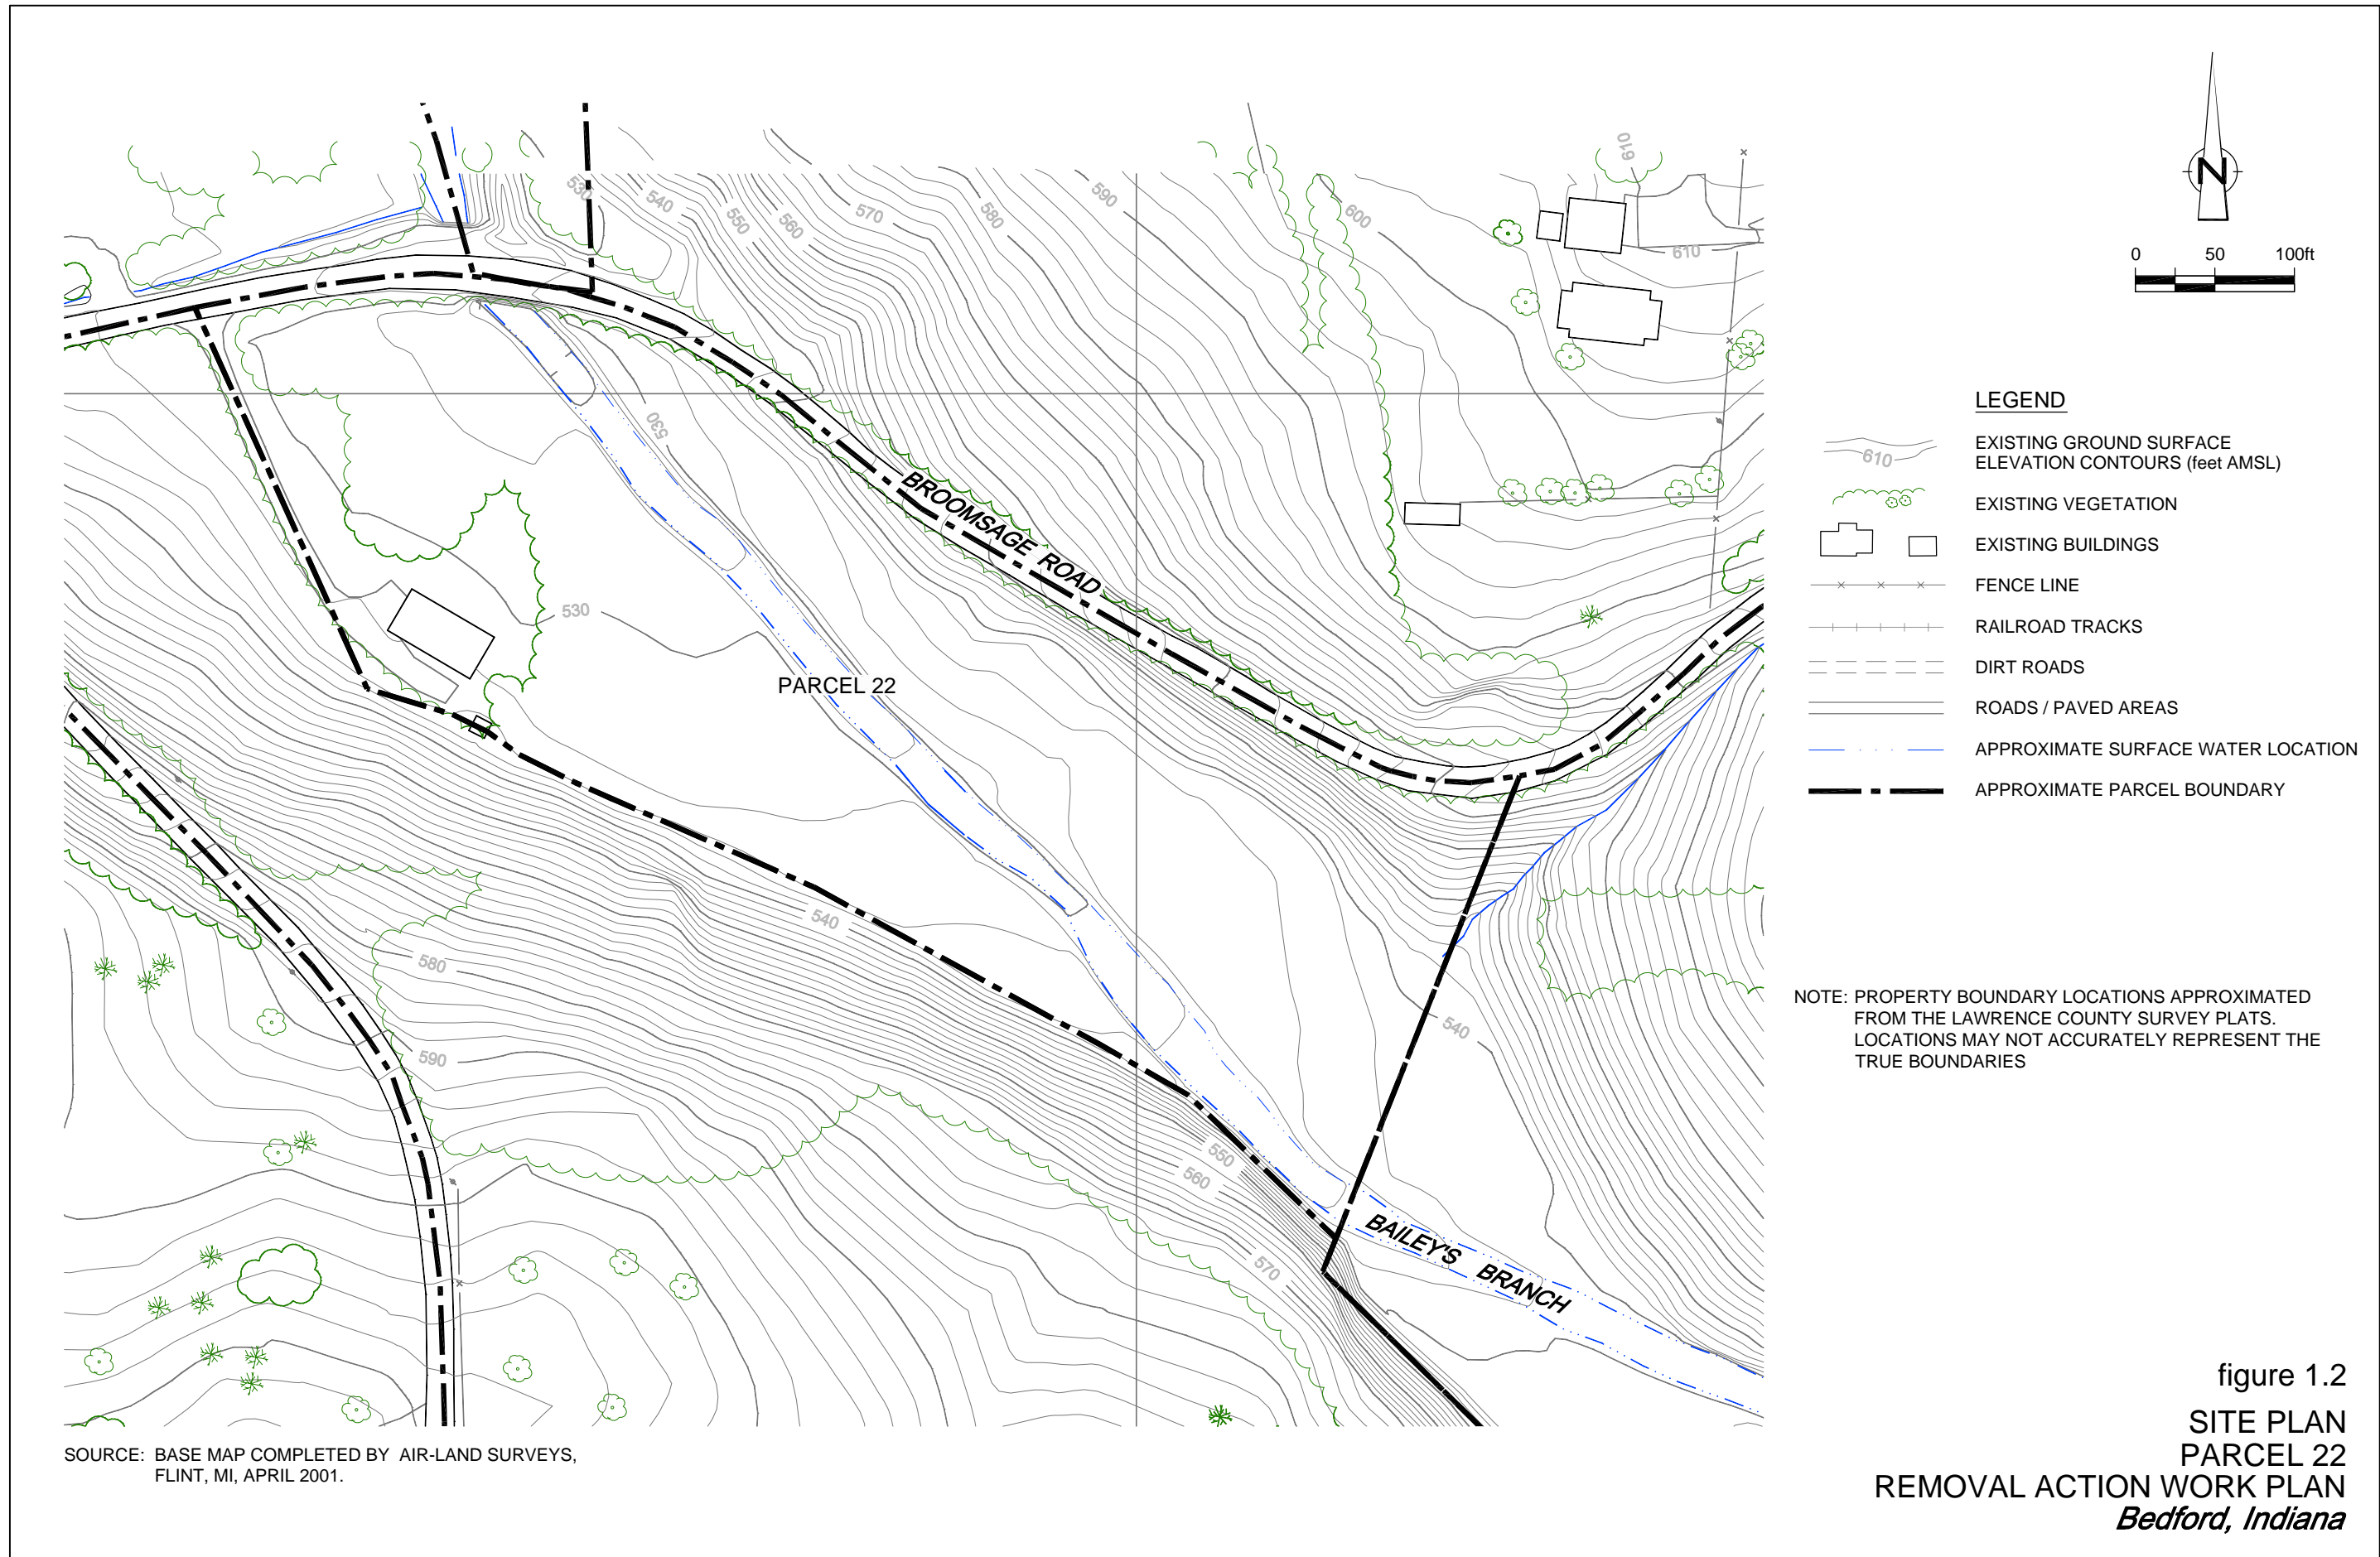 530
540
550
560
570
580
590
600
610
610
N
0 50 100ft
530
BROOMSAGE ROAD
530
PARCEL 22
540
580
590
540
550
560
570
BAILEY'S BRANCH
LEGEND
610
EXISTING GROUND SURFACE
ELEVATION CONTOURS (feet AMSL)
EXISTING VEGETATION
EXISTING BUILDINGS
FENCE LINE
RAILROAD TRACKS
DIRT ROADS
ROADS / PAVED AREAS
APPROXIMATE SURFACE WATER LOCATION
APPROXIMATE PARCEL BOUNDARY
NOTE: PROPERTY BOUNDARY LOCATIONS APPROXIMATED
FROM THE LAWRENCE COUNTY SURVEY PLATS.
LOCATIONS MAY NOT ACCURATELY REPRESENT THE
TRUE BOUNDARIES
SOURCE: BASE MAP COMPLETED BY AIR-LAND SURVEYS,
FLINT, MI, APRIL 2001.
figure 1.2
SITE PLAN
PARCEL 22
REMOVAL ACTION WORK PLAN
Bedford, Indiana